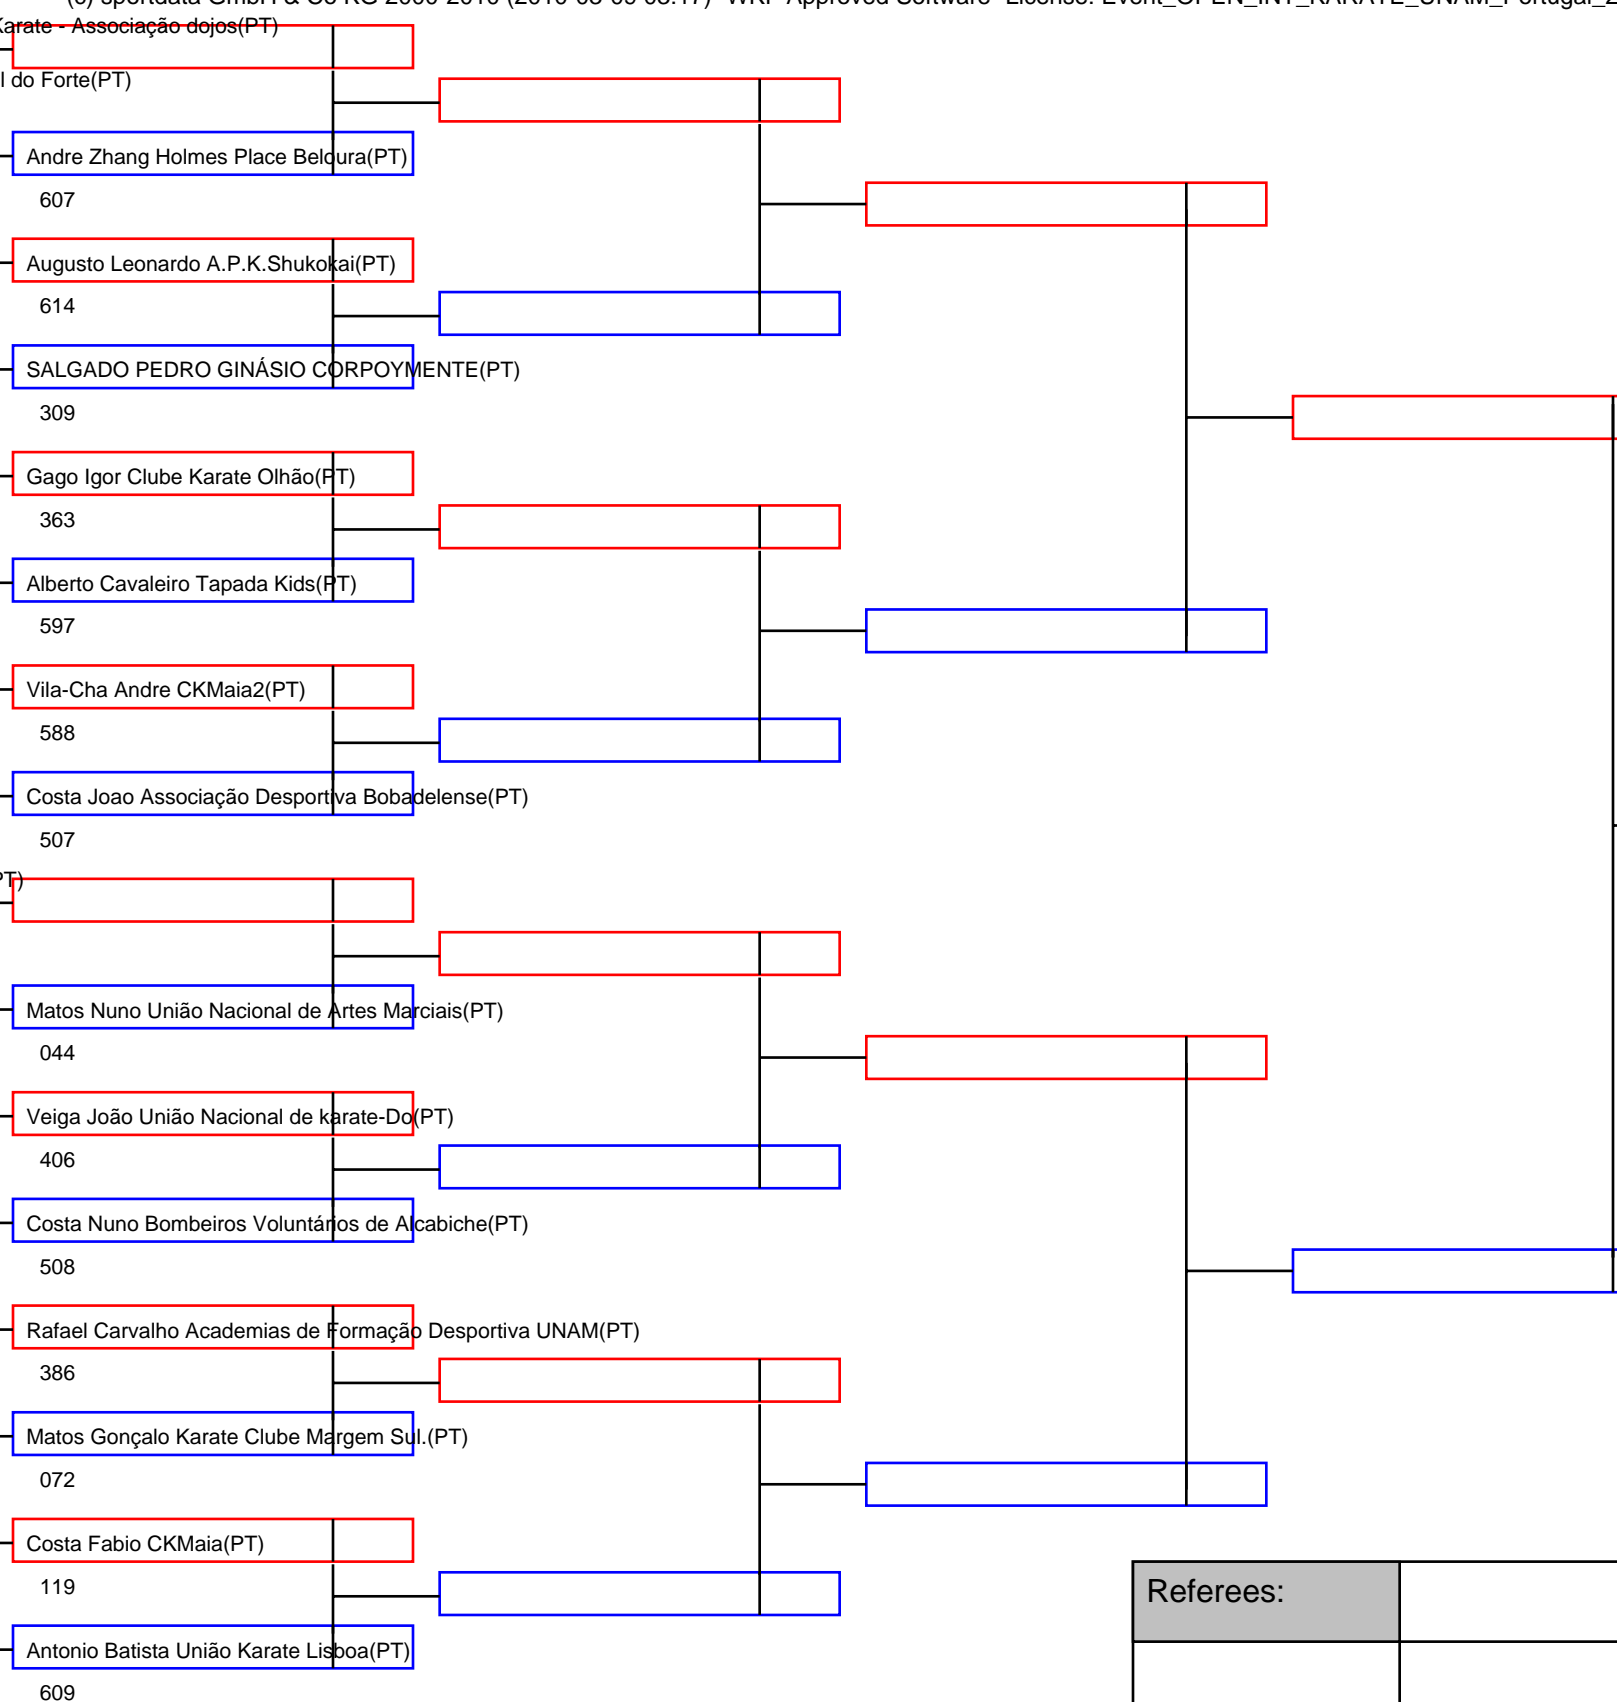 Karate - Associação dojos(PT)
l do Forte(PT)
Andre Zhang Holmes Place Beloura(PT)
607
Augusto Leonardo A.P.K.Shukokai(PT)
614
SALGADO PEDRO GINÁSIO CORPOYMENTE(PT)
309
Gago Igor Clube Karate Olhão(PT)
363
Alberto Cavaleiro Tapada Kids(PT)
597
Vila-Cha Andre CKMaia2(PT)
588
Costa Joao Associação Desportiva Bobadelense(PT)
507
PT)
Matos Nuno União Nacional de Artes Marciais(PT)
044
Veiga João União Nacional de karate-Do(PT)
406
Costa Nuno Bombeiros Voluntários de Alcabiche(PT)
508
Rafael Carvalho Academias de Formação Desportiva UNAM(PT)
386
Matos Gonçalo Karate Clube Margem Sul.(PT)
072
Costa Fabio CKMaia(PT)
119
Referees:
Antonio Batista União Karate Lisboa(PT)
609